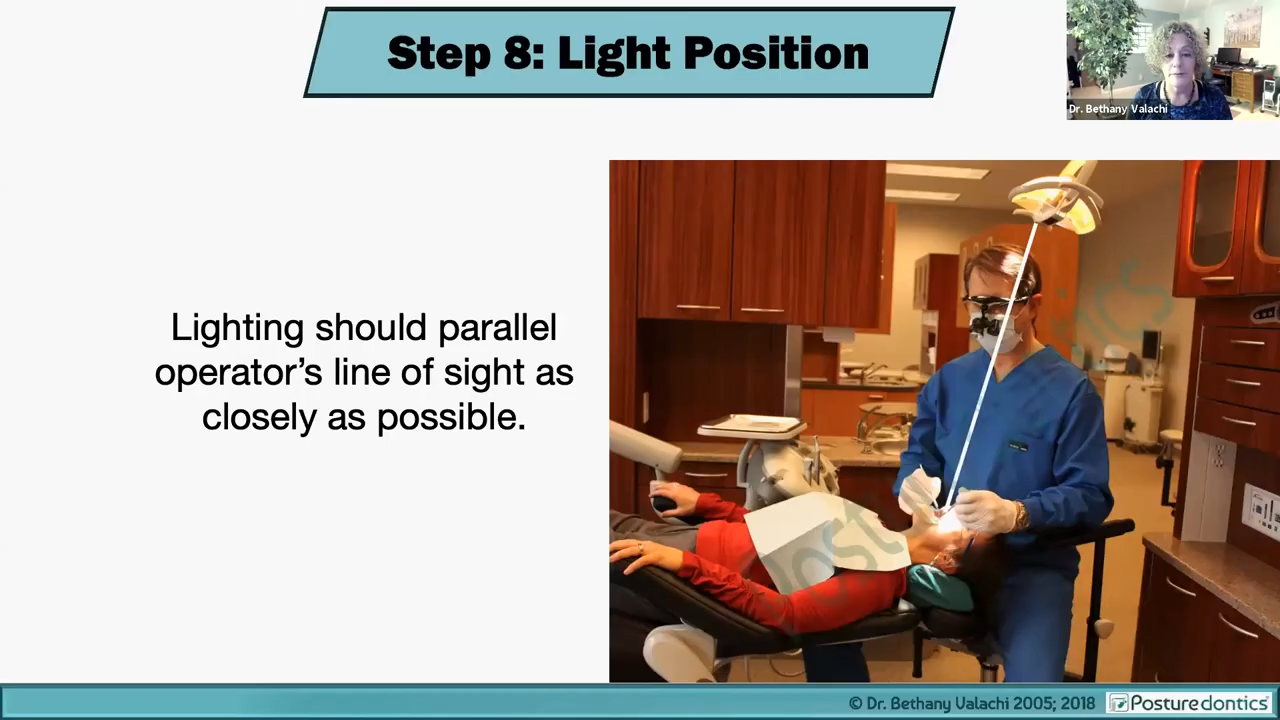 Step 8: Light Position
Dr. Bethany Valachi
Lighting should parallel
operator’s line of sight as
closely as possible.
Posturedontics
© Dr. Bethany Valachi 2005; 2018
Posturedontics®